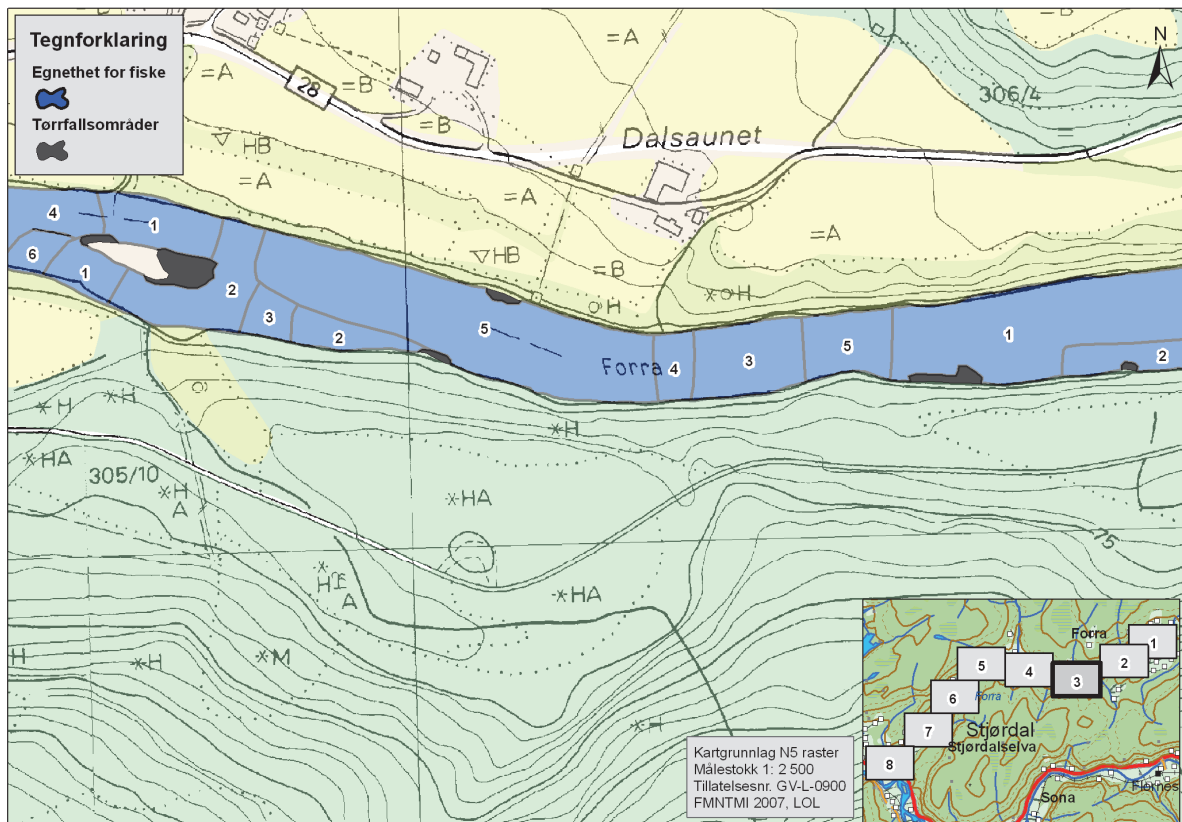 Tegnforklaring
Egnethet for fiske
Tørrfallsområder
N
=A
=B
=A
=B
28
306/4
=
=B
Dalsaunet
HB
=A
=A
=A
HB
=B
H
H
4
1
6
1
2
3
2
5
Forra
4
3
5
1
2
H
H
H
HA
305/10
H
A
HA
H
A
HA
75
H
H
M
H
Kartgrunnlag N5 raster
Målestokk 1: 2 500
Tillatelsesnr. GV-L-0900
FMNTMI 2007, LOL
Forra
1
2
3
4
5
6
Forra
7
Stjørdal
Stjørdalselva
8
Sona
Flornes